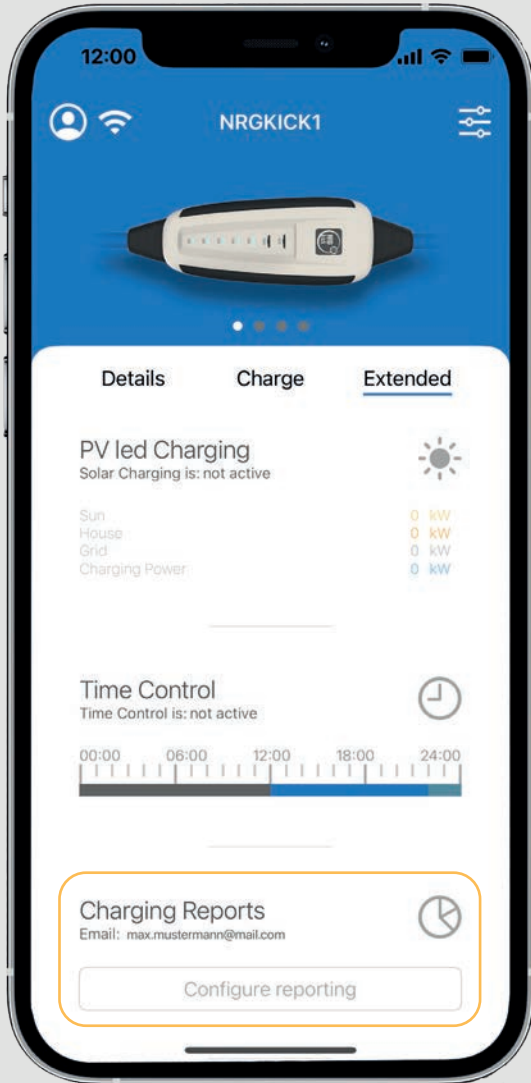 12:00
NRGKICK1
Details Charge Extended
PV led Charging
Solar Charging is: not active
Sun 0 kW
House 0 kW
Grid 0 kW
Charging Power 0 kW
Time Control
Time Control is: not active
00:00 06:00 12:00 18:00 24:00
Charging Reports
Email: max.mustermann@mail.com
Configure reporting